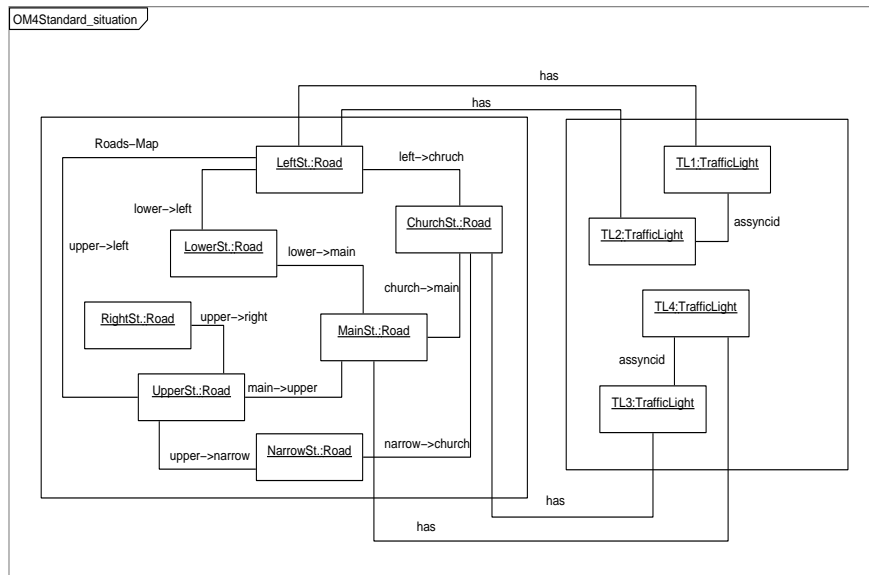 OM4Standard_situation
has
has
Roads-Map
LeftSt.:Road
left->chruch
TL1:TrafficLight
lower->left
ChurchSt.:Road
assyncid
TL2:TrafficLight
upper->left
LowerSt.:Road
lower->main
church->main
TL4:TrafficLight
RightSt.:Road
upper->right
MainSt.:Road
assyncid
UpperSt.:Road
main->upper
TL3:TrafficLight
NarrowSt.:Road
narrow->church
upper->narrow
has
has